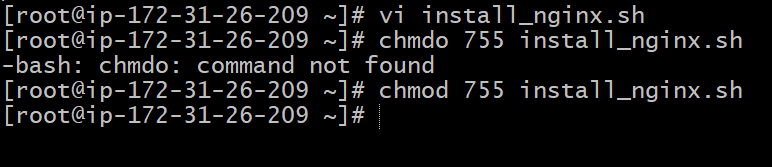 [root@ip-172-31-26-209 ~]# vi install_nginx.sh
[root@ip-172-31-26-209 ~]# chmdo 755 install_nginx.sh
-bash: chmdo: command not found
[root@ip-172-31-26-209 ~]# chmod 755 install_nginx.sh
[root@ip-172-31-26-209 ~]#